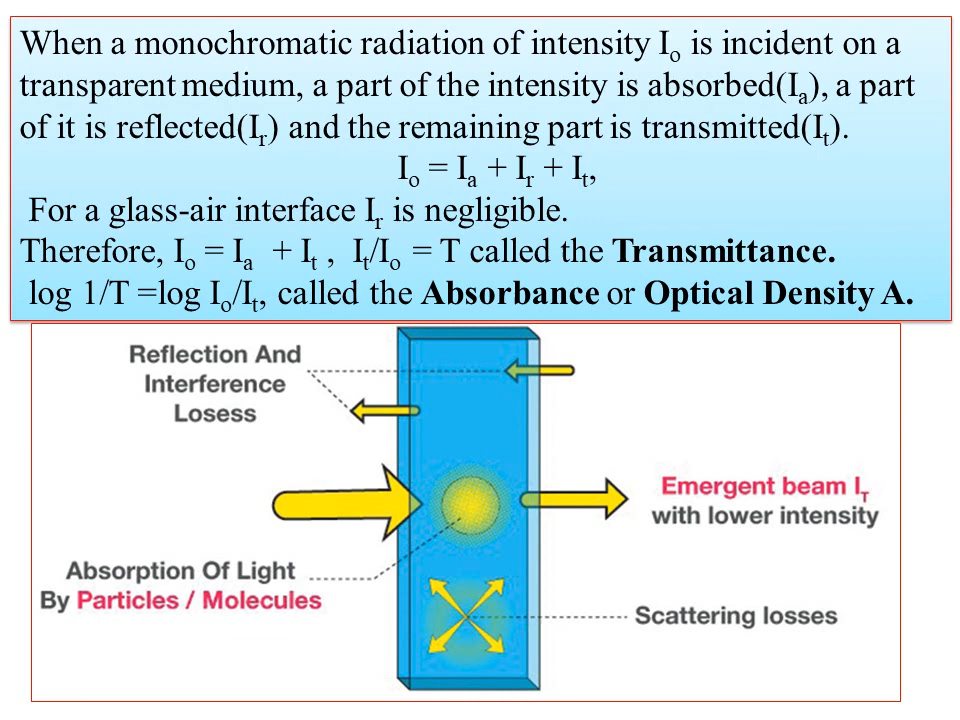 When a monochromatic radiation of intensity Io is incident on a
transparent medium, a part of the intensity is absorbed(Ia), a part
of it is reflected(Ir) and the remaining part is transmitted(It).
Io = Ia + Ir + It,
For a glass-air interface Ir is negligible.
Therefore, Io = Ia + It , It/Io = T called the Transmittance.
log 1/T =log Io/It, called the Absorbance or Optical Density A.
Reflection And
Interference
Losess
Emergent beam IT
with lower intensity
Absorption Of Light
By Particles / Molecules
Scattering losses